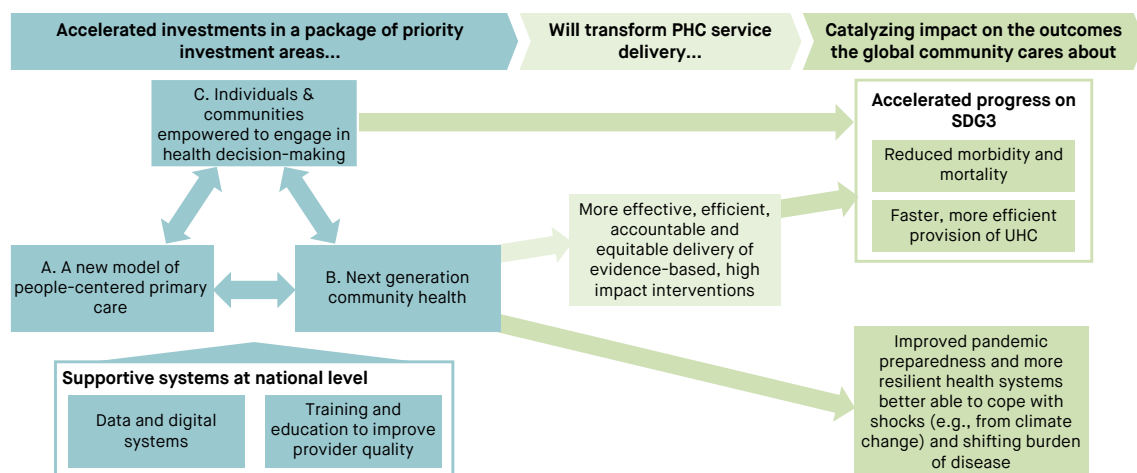 Accelerated investments in a package of priority
investment areas...
Will transform PHC service
delivery...
Catalyzing impact on the outcomes
the global community cares about
C. Individuals &
communities
empowered to engage in
health decision-making
A. A new model of
people-centered primary
care
B. Next generation
community health
Supportive systems at national level
Data and digital
systems
Training and
education to improve
provider quality
More effective, efficient,
accountable and
equitable delivery of
evidence-based, high
impact interventions
Accelerated progress on
SDG3
Reduced morbidity and
mortality
Faster, more efficient
provision of UHC
Improved pandemic
preparedness and more
resilient health systems
better able to cope with
shocks (e.g., from climate
change) and shifting burden
of disease